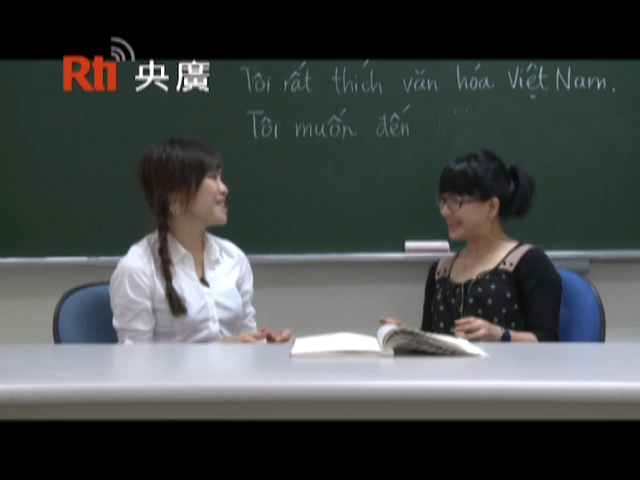 Rti 央廣
Tôi rất thích văn hóa Việt Nam.
Tôi muốn đến